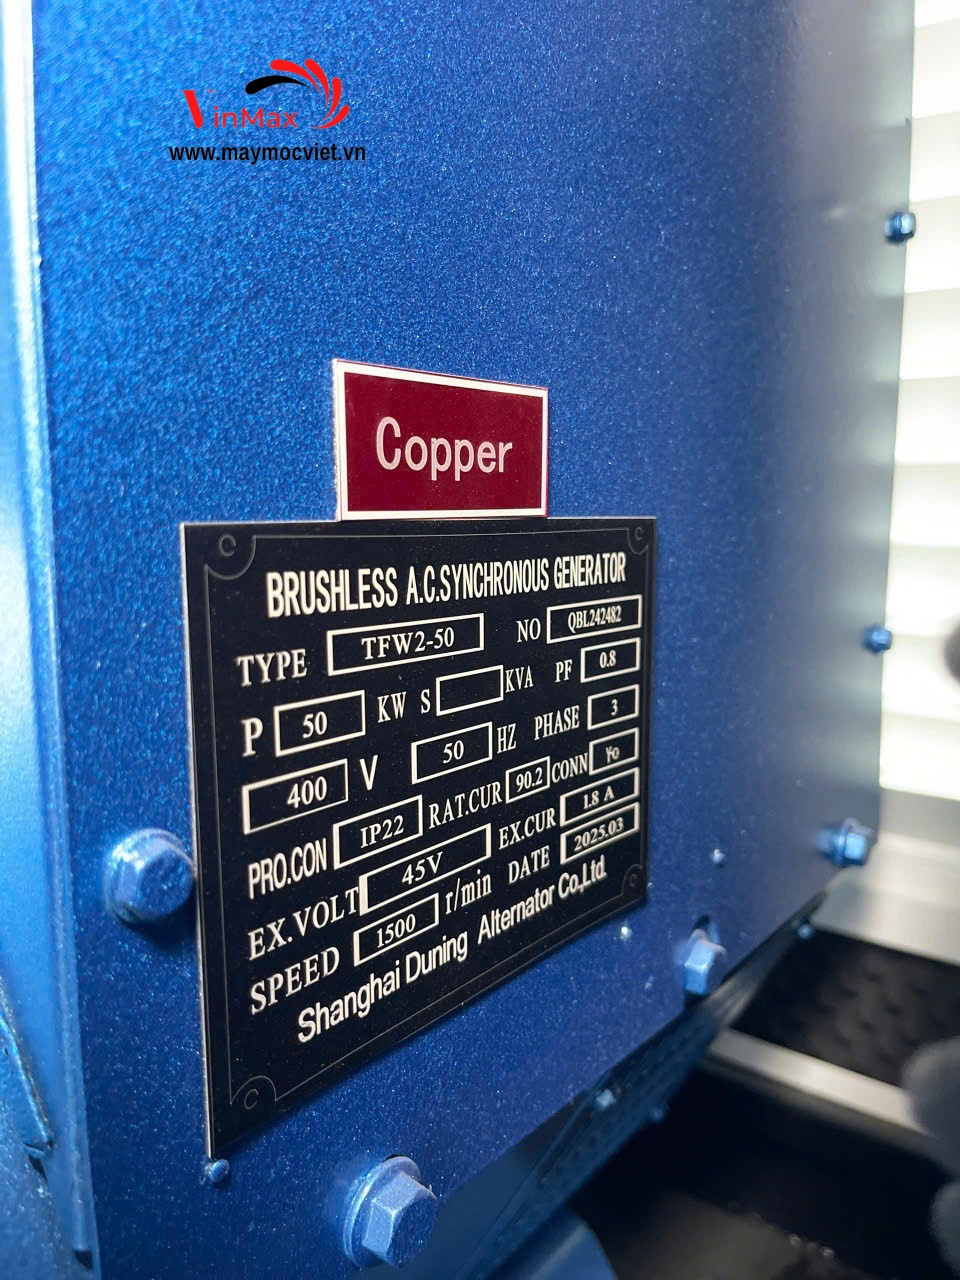 VinMax
www.maymocviet.vn
Copper
BRUSHLESS A.C.SYNCHRONOUS GENERATOR
TYPE TFW2-50 NO QBL242482
P 50 KW S KVA PF 0.8
400 V 50 HZ PHASE 3
PRO.CON IP22 RAT.CUR 90.2 CONN Yo
EX.VOLT 45V EX.CUR 1.8 A
SPEED 1500 r/min DATE 2025.03
Shanghai Duning Alternator Co.,Ltd.